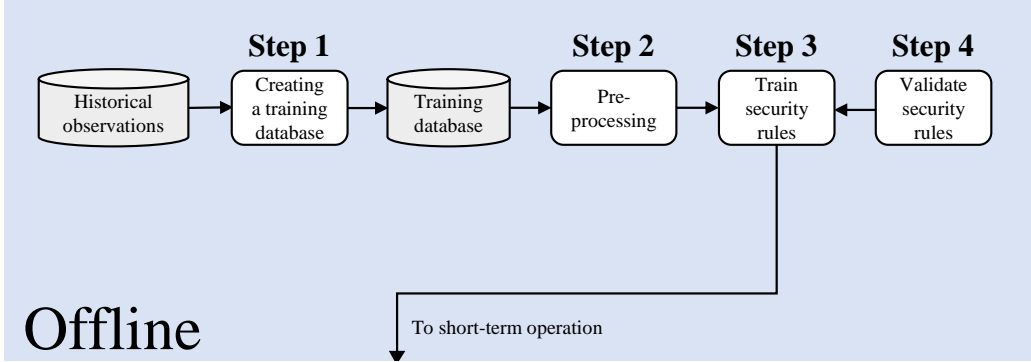 Step 1
Step 2
Step 3
Step 4
Historical
observations
Creating
a training
database
Training
database
Pre-
processing
Train
security
rules
Validate
security
rules
To short-term operation
Offline